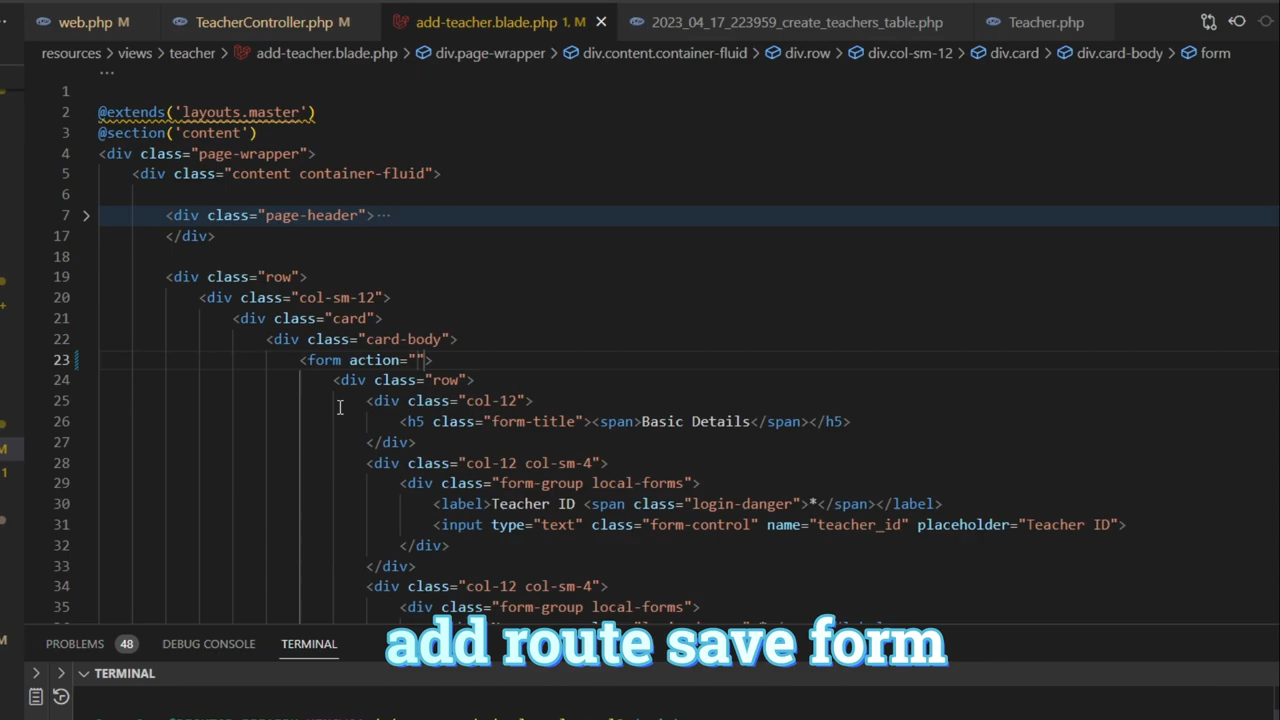 web.php M TeacherController.php M add-teacher.blade.php 1, M 2023_04_17_223959_create_teachers_table.php Teacher.php
resources > views > teacher > add-teacher.blade.php > div.page-wrapper > div.content.container-fluid > div.row > div.col-sm-12 > div.card > div.card-body > form
...
1
2 @extends('layouts.master')
3 @section('content')
4 <div class="page-wrapper">
5 <div class="content container-fluid">
6
7 <div class="page-header">...
17 </div>
18
19 <div class="row">
20 <div class="col-sm-12">
21 <div class="card">
22 <div class="card-body">
23 <form action="">
24 <div class="row">
25 <div class="col-12">
26 <h5 class="form-title"><span>Basic Details</span></h5>
27 </div>
28 <div class="col-12 col-sm-4">
29 <div class="form-group local-forms">
30 <label>Teacher ID <span class="login-danger">*</span></label>
31 <input type="text" class="form-control" name="teacher_id" placeholder="Teacher ID">
32 </div>
33 </div>
34 <div class="col-12 col-sm-4">
35 <div class="form-group local-forms">
add route save form
PROBLEMS 48 DEBUG CONSOLE TERMINAL
TERMINAL